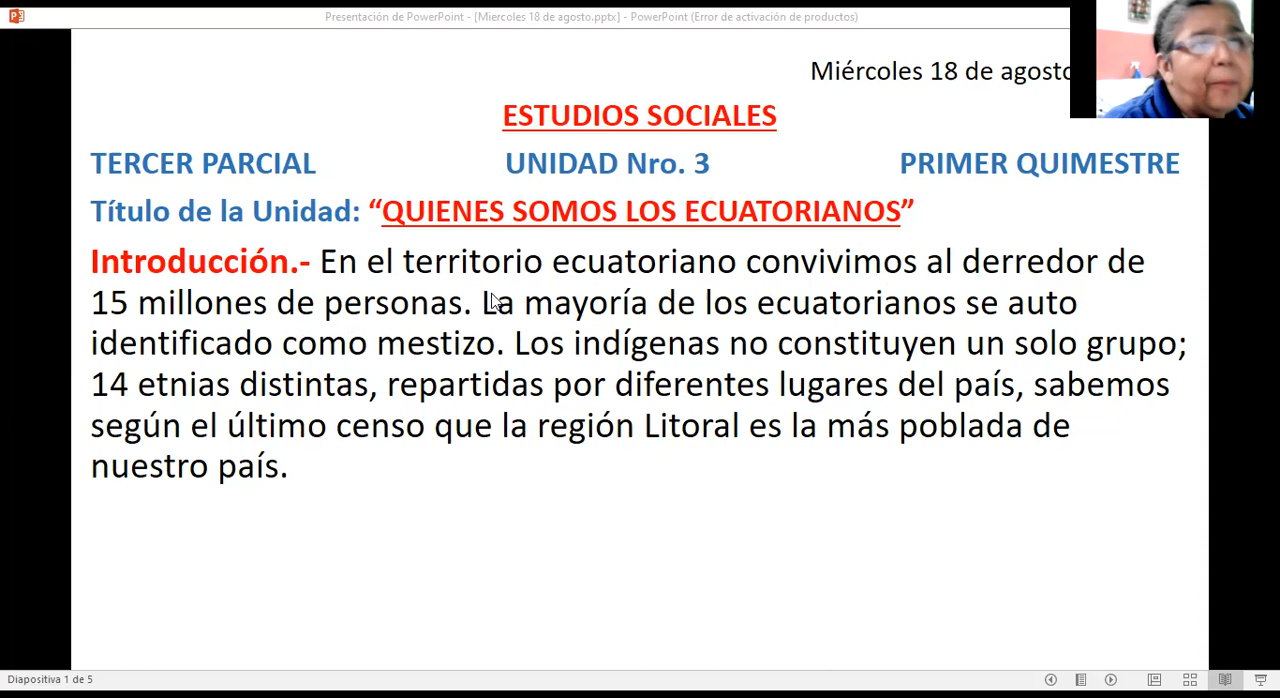 Presentación de PowerPoint - [Miercoles 18 de agosto.pptx] - PowerPoint (Error de activación de productos)
Miércoles 18 de agosto
ESTUDIOS SOCIALES
TERCER PARCIAL UNIDAD Nro. 3 PRIMER QUIMESTRE
Título de la Unidad: “QUIENES SOMOS LOS ECUATORIANOS”
Introducción.- En el territorio ecuatoriano convivimos al derredor de
15 millones de personas. La mayoría de los ecuatorianos se auto
identificado como mestizo. Los indígenas no constituyen un solo grupo;
14 etnias distintas, repartidas por diferentes lugares del país, sabemos
según el último censo que la región Litoral es la más poblada de
nuestro país.
Diapositiva 1 de 5